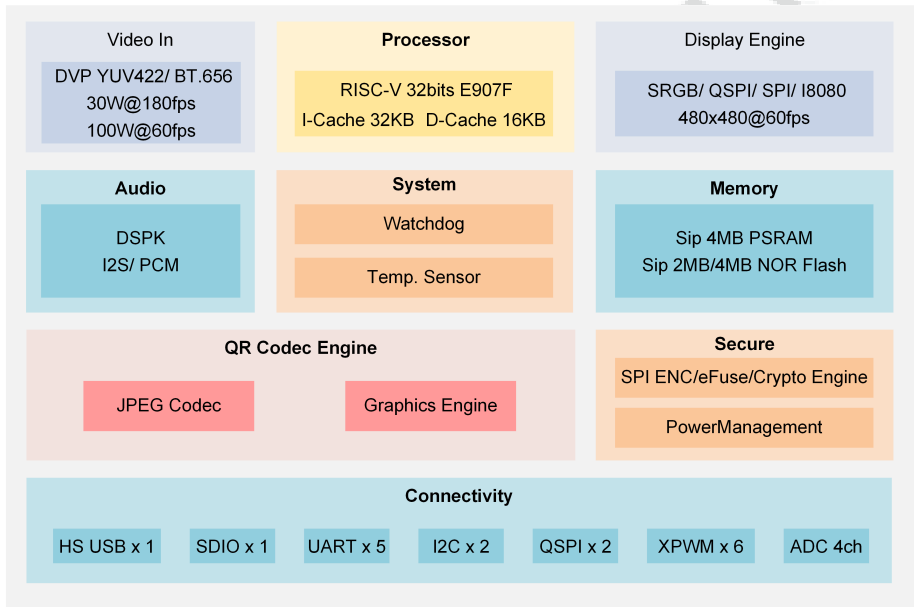 Video In
DVP YUV422/ BT.656
30W@180fps
100W@60fps
Processor
RISC-V 32bits E907F
I-Cache 32KB D-Cache 16KB
Display Engine
SRGB/ QSPI/ SPI/ I8080
480x480@60fps
Audio
DSPK
I2S/ PCM
System
Watchdog
Temp. Sensor
Memory
Sip 4MB PSRAM
Sip 2MB/4MB NOR Flash
QR Codec Engine
JPEG Codec
Graphics Engine
Secure
SPI ENC/eFuse/Crypto Engine
PowerManagement
Connectivity
HS USB x 1
SDIO x 1
UART x 5
I2C x 2
QSPI x 2
XPWM x 6
ADC 4ch